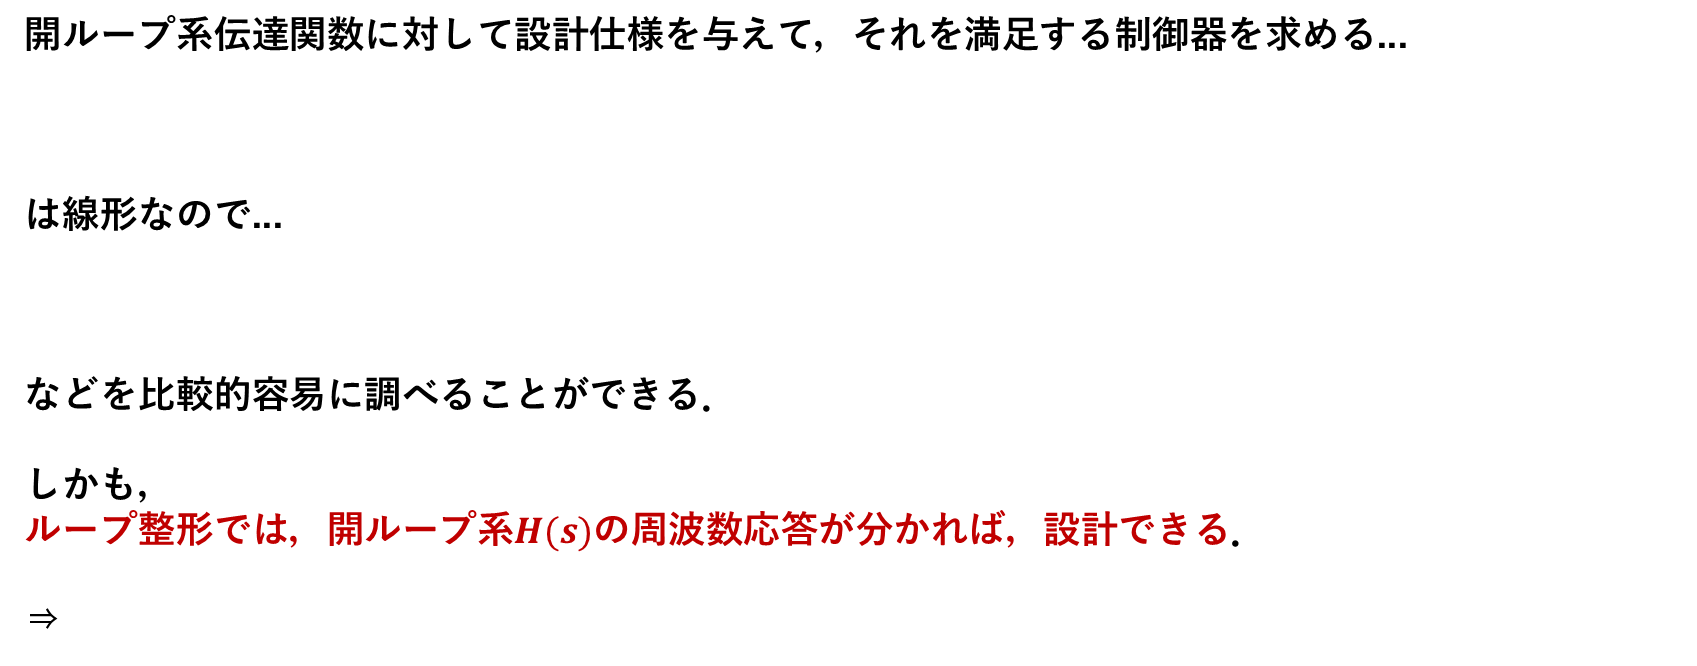 開ループ系伝達関数に対して設計仕様を与えて，それを満足する制御器を求める...
は線形なので...
などを比較的容易に調べることができる．
しかも，
ループ整形では，開ループ系H(s)の周波数応答が分かれば，設計できる．
⇒